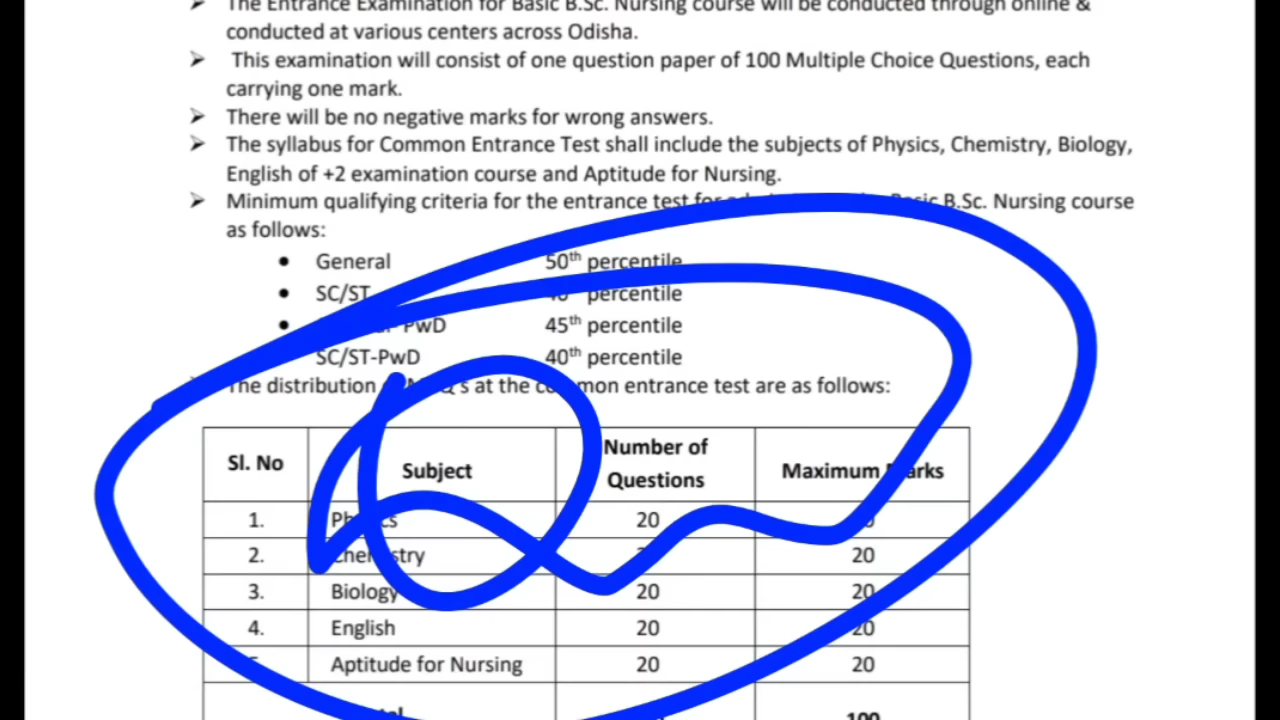 ➤ The Entrance Examination for Basic B.Sc. Nursing course will be conducted through online &
conducted at various centers across Odisha.
➤ This examination will consist of one question paper of 100 Multiple Choice Questions, each
carrying one mark.
➤ There will be no negative marks for wrong answers.
➤ The syllabus for Common Entrance Test shall include the subjects of Physics, Chemistry, Biology,
English of +2 examination course and Aptitude for Nursing.
➤ Minimum qualifying criteria for the entrance test for B.Sc. Nursing course
as follows:
• General 50th percentile
• SC/ST percentile
• PwD 45th percentile
SC/ST-PwD 40th percentile
The distribution at the common entrance test are as follows:
Sl. No Subject Number of Questions Maximum Marks
1. Physics 20
2. Chemistry 20
3. Biology 20 20
4. English 20 20
Aptitude for Nursing 20 20
100